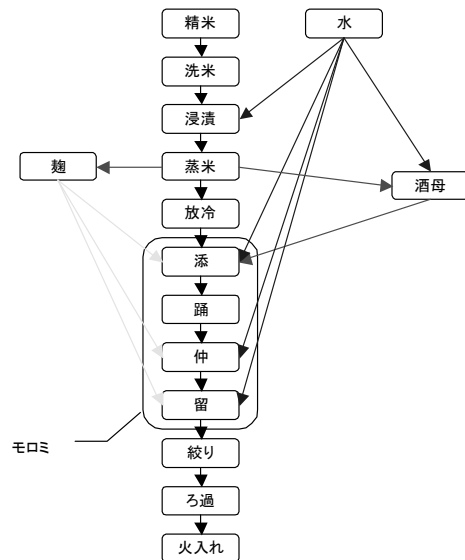 精米
水
洗米
浸漬
麹
蒸米
酒母
放冷
添
踊
仲
留
モロミ
絞り
ろ過
火入れ